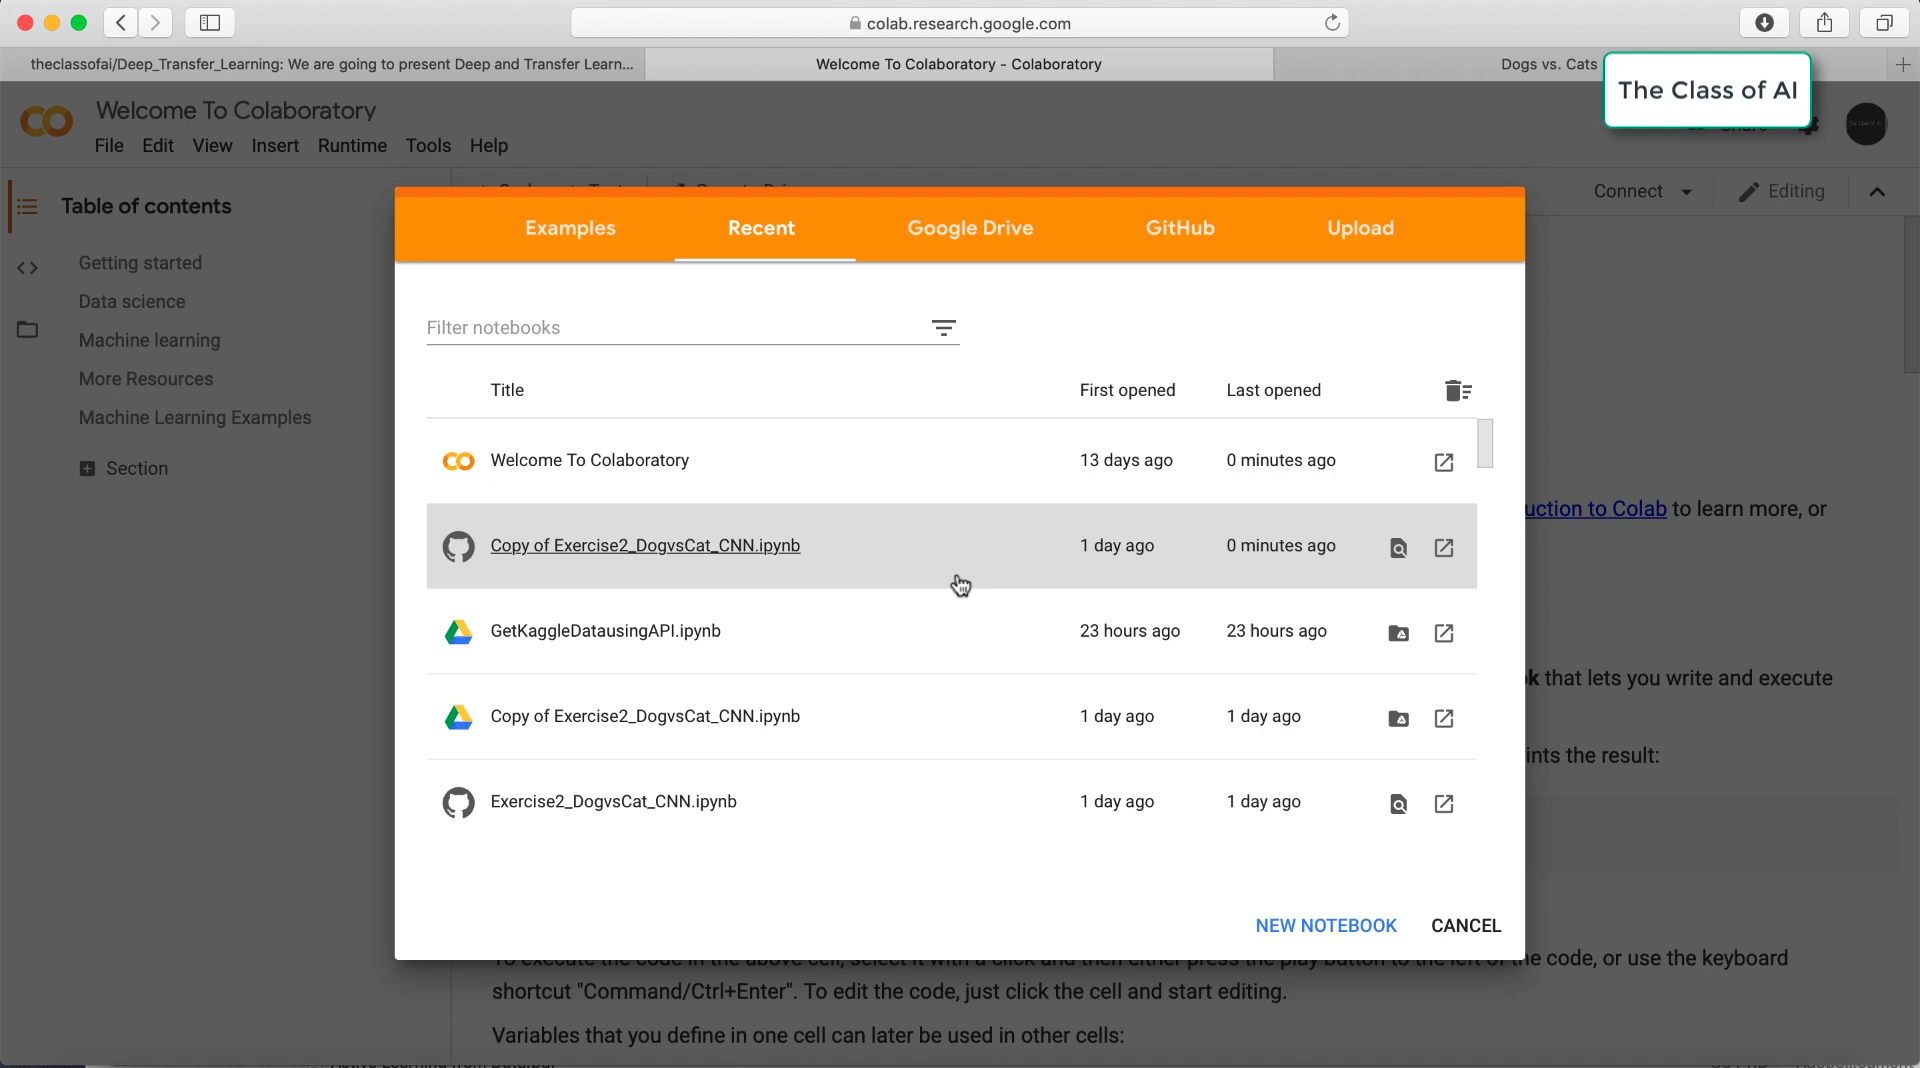 colab.research.google.com
theclassofai/Deep_Transfer_Learning: We are going to present Deep and Transfer Learn...
Welcome To Colaboratory - Colaboratory
Dogs vs. Cats
The Class of AI
Welcome To Colaboratory
File Edit View Insert Runtime Tools Help
Connect
Editing
Table of contents
Getting started
Data science
Machine learning
More Resources
Machine Learning Examples
Section
Examples Recent Google Drive GitHub Upload
Filter notebooks
Title First opened Last opened
Welcome To Colaboratory 13 days ago 0 minutes ago
Copy of Exercise2_DogvsCat_CNN.ipynb 1 day ago 0 minutes ago
GetKaggleDatausingAPI.ipynb 23 hours ago 23 hours ago
Copy of Exercise2_DogvsCat_CNN.ipynb 1 day ago 1 day ago
Exercise2_DogvsCat_CNN.ipynb 1 day ago 1 day ago
NEW NOTEBOOK CANCEL
uction to Colab to learn more, or
k that lets you write and execute
ints the result:
To execute the code in the above cell, select it with a click and then either press the play button to the left of the code, or use the keyboard
shortcut "Command/Ctrl+Enter". To edit the code, just click the cell and start editing.
Variables that you define in one cell can later be used in other cells: